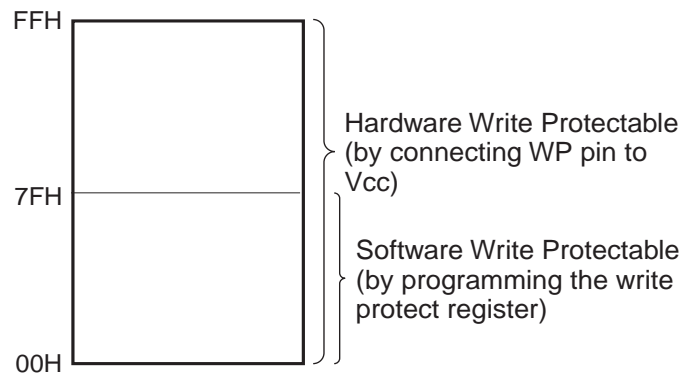 FFH
Hardware Write Protectable
(by connecting WP pin to
Vcc)
7FH
Software Write Protectable
(by programming the write
protect register)
00H